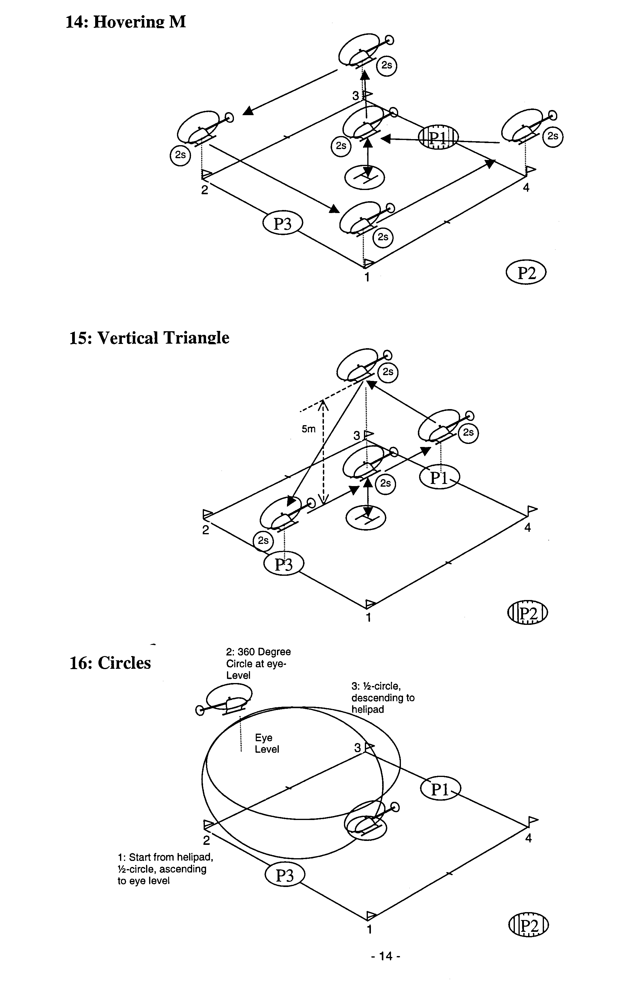 14: Hovering M
2s
3
2s
P1
2s
2s
2
4
P3
2s
1
P2
15: Vertical Triangle
2s
5m
3
2s
P1
2s
2
4
2s
P3
1
P2
16: Circles
2: 360 Degree
Circle at eye-
Level
3: ½-circle,
descending to
helipad
Eye
Level
3
P1
2
4
1: Start from helipad,
½-circle, ascending
to eye level
P3
1
P2
- 14 -